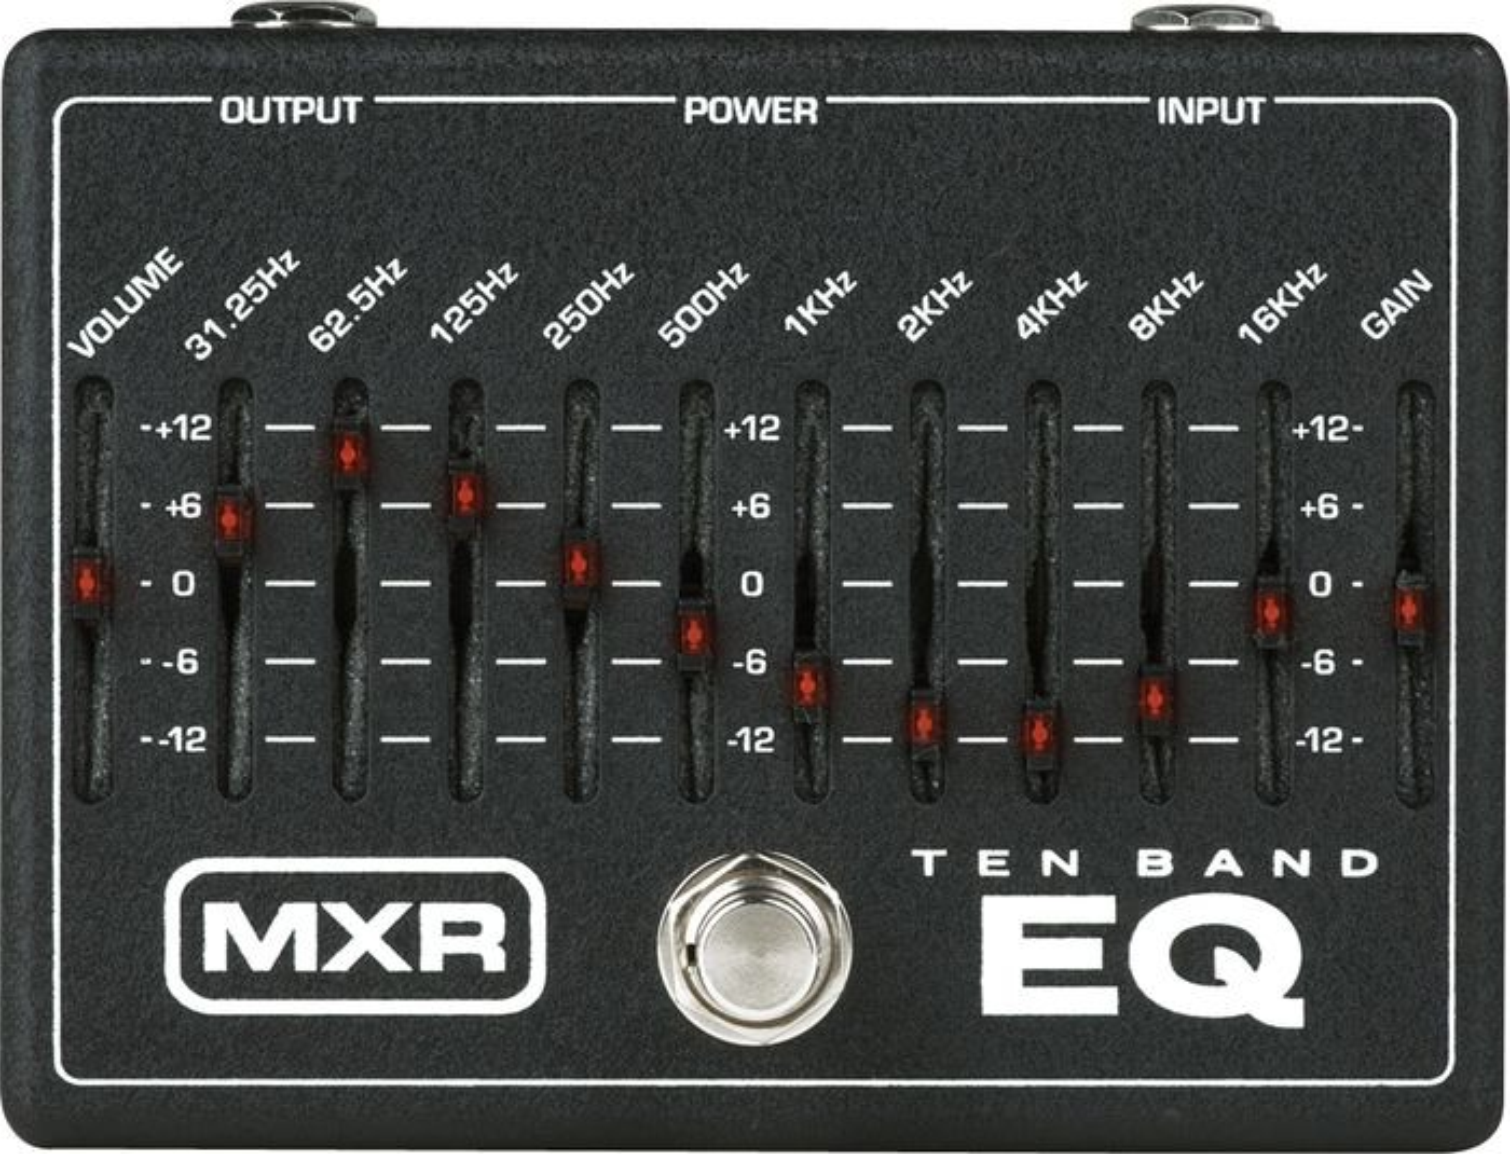 OUTPUT POWER INPUT
VOLUME 31.25Hz 62.5Hz 125Hz 250Hz 500Hz 1KHz 2KHz 4KHz 8KHz 16KHz GAIN
-+12 +12 +12-
- +6 +6 +6 -
- 0 0 0 -
- -6 -6 -6 -
- -12 -12 -12 -
TEN BAND
MXR EQ